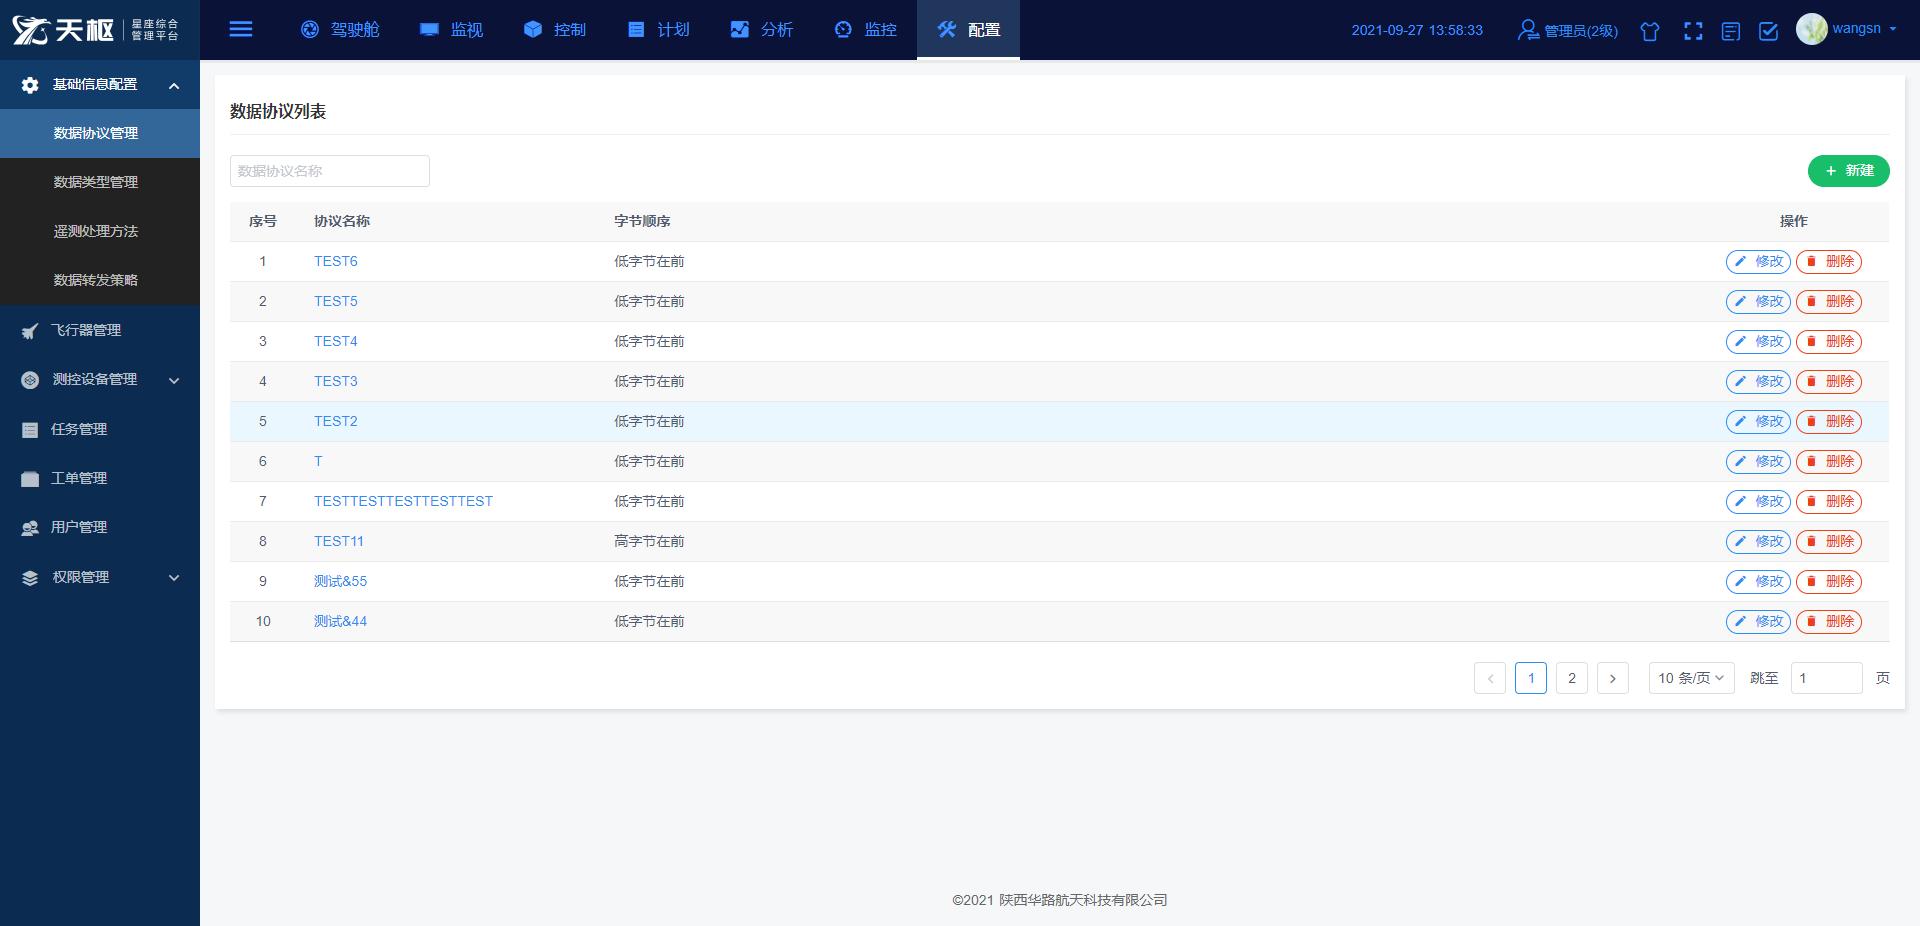 天枢 星座综合
管理平台
驾驶舱 监视 控制 计划 分析 监控 配置 2021-09-27 13:58:33 管理员(2级) wangsn
基础信息配置
数据协议管理
数据类型管理
遥测处理方法
数据转发策略
飞行器管理
测控设备管理
任务管理
工单管理
用户管理
权限管理
数据协议列表
数据协议名称 + 新建
序号 协议名称 字节顺序 操作
1 TEST6 低字节在前 修改 删除
2 TEST5 低字节在前 修改 删除
3 TEST4 低字节在前 修改 删除
4 TEST3 低字节在前 修改 删除
5 TEST2 低字节在前 修改 删除
6 T 低字节在前 修改 删除
7 TESTTESTTESTTESTTEST 低字节在前 修改 删除
8 TEST11 高字节在前 修改 删除
9 测试&55 低字节在前 修改 删除
10 测试&44 低字节在前 修改 删除
1 2 10 条/页 跳至 1 页
©2021 陕西华路航天科技有限公司